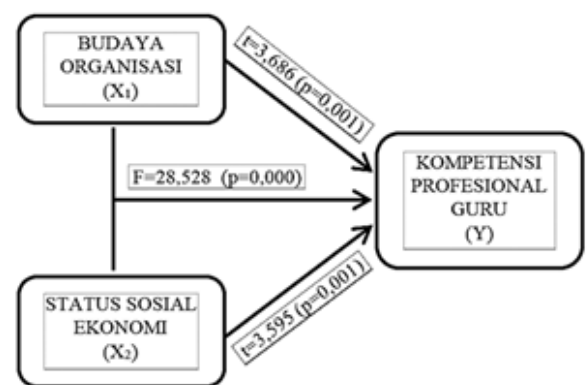 BUDAYA
ORGANISASI
(X₁)
t=3,686 (p=0,001)
F=28,528 (p=0,000)
KOMPETENSI
PROFESIONAL
GURU
(Y)
STATUS SOSIAL
EKONOMI
(X₂)
t=3,595 (p=0,001)